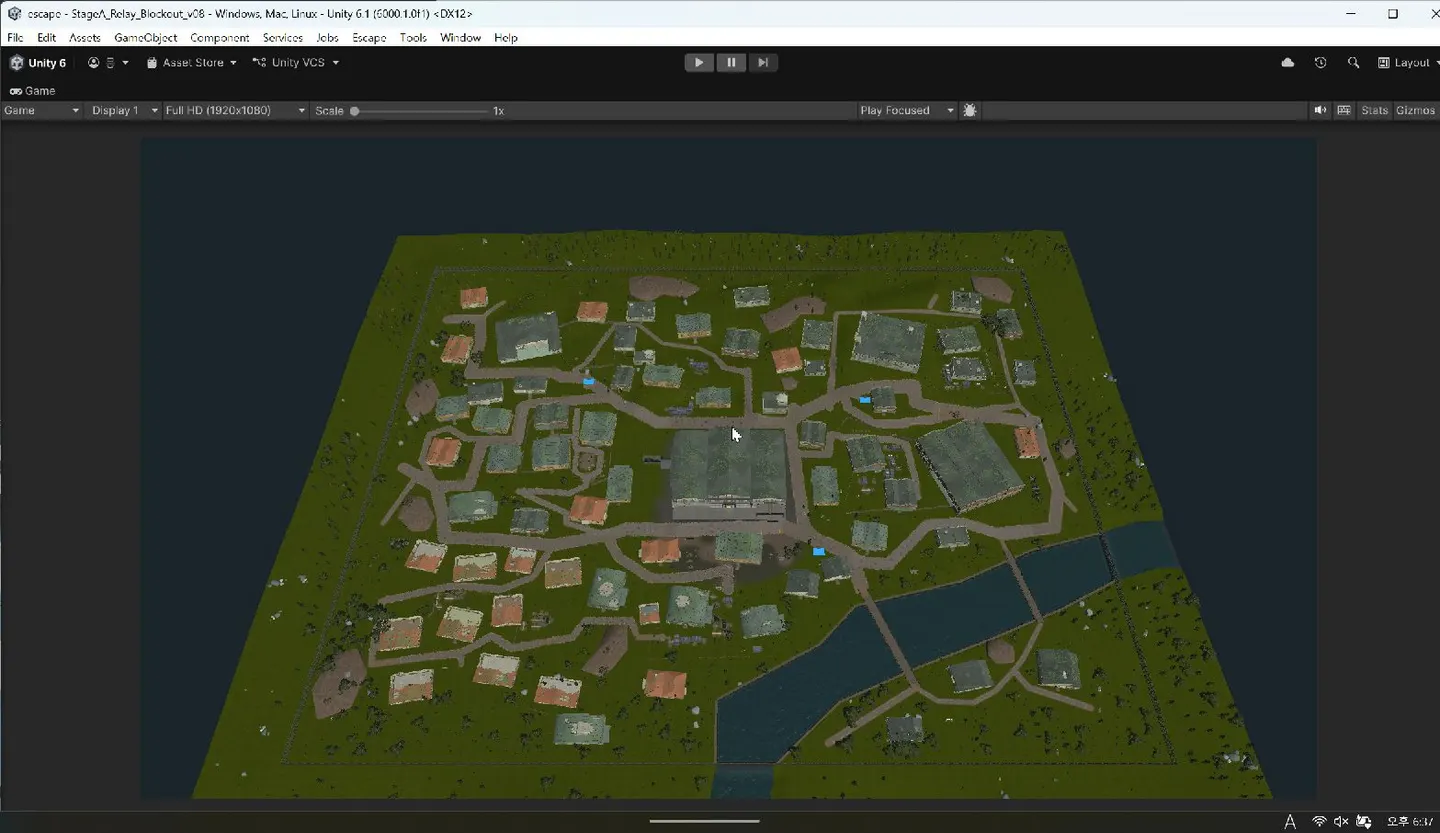 escape - StageA_Relay_Blockout_v08 - Windows, Mac, Linux - Unity 6.1 (6000.1.0f1) <DX12>
File Edit Assets GameObject Component Services Jobs Escape Tools Window Help
Unity 6 Asset Store Unity VCS Layout
Game
Game Display 1 Full HD (1920x1080) Scale 1x Play Focused Stats Gizmos
A 오후 6:37